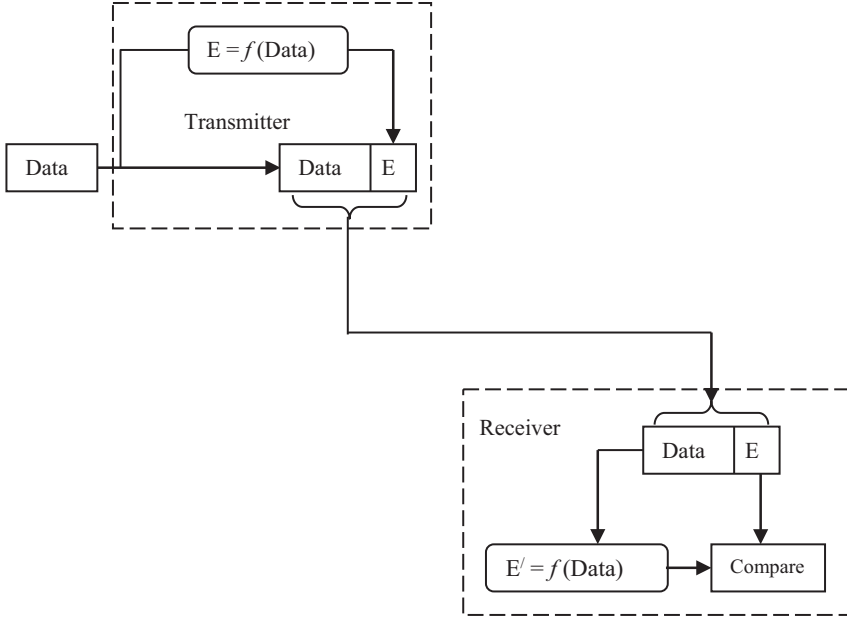 E = f (Data)
Transmitter
Data
Data
E
Receiver
Data
E
E/ = f (Data)
Compare